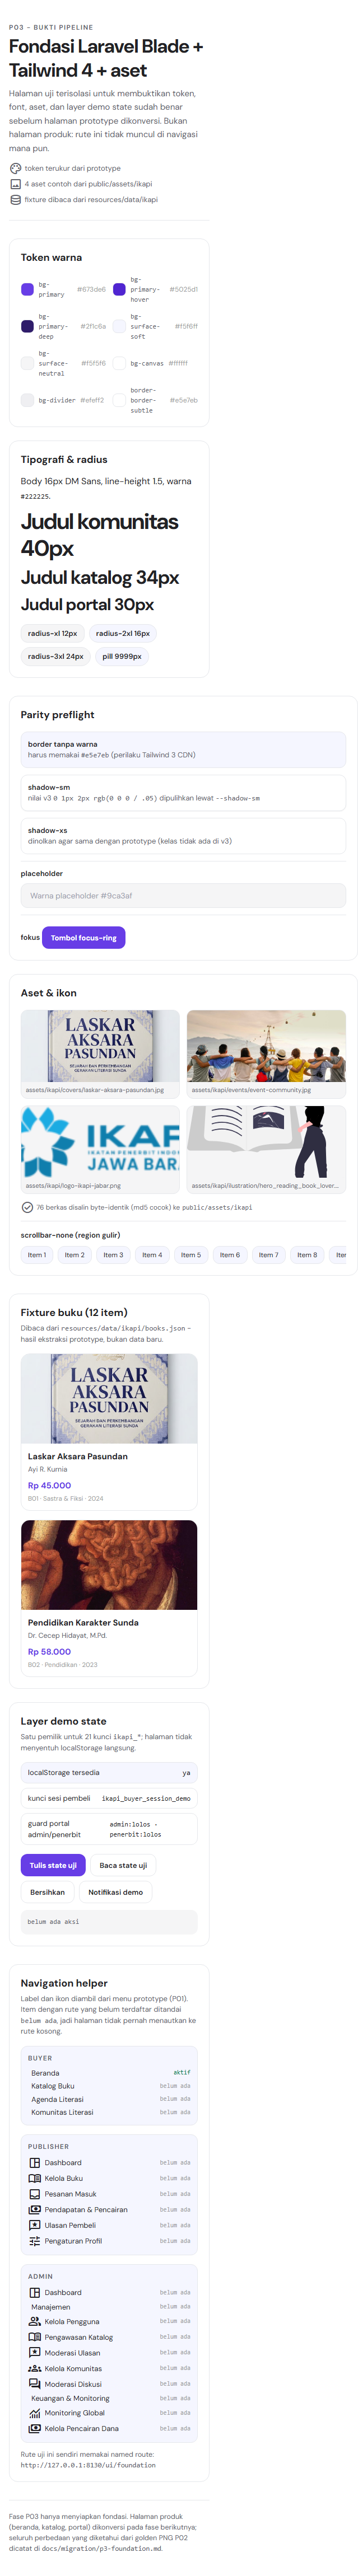 P03 – BUKTI PIPELINE
Fondasi Laravel Blade +
Tailwind 4 + aset
Halaman uji terisolasi untuk membuktikan token,
font, aset, dan layer demo state sudah benar
sebelum halaman prototype dikonversi. Bukan
halaman produk: rute ini tidak muncul di navigasi
mana pun.
token terukur dari prototype
4 aset contoh dari public/assets/ikapi
fixture dibaca dari resources/data/ikapi
Token warna
bg-primary #673de6
bg-primary-hover #5025d1
bg-primary-deep #2f1c6a
bg-surface-soft #f5f6ff
bg-surface-neutral #f5f5f6
bg-canvas #ffffff
bg-divider #efeff2
border-border-subtle #e5e7eb
Tipografi & radius
Body 16px DM Sans, line-height 1.5, warna
#222225.
Judul komunitas
40px
Judul katalog 34px
Judul portal 30px
radius-xl 12px
radius-2xl 16px
radius-3xl 24px
pill 9999px
Parity preflight
border tanpa warna
harus memakai #e5e7eb (perilaku Tailwind 3 CDN)
shadow-sm
nilai v3 0 1px 2px rgb(0 0 0 / .05) dipulihkan lewat --shadow-sm
shadow-xs
dinolkan agar sama dengan prototype (kelas tidak ada di v3)
placeholder
Warna placeholder #9ca3af
fokus Tombol focus-ring
Aset & ikon
LASKAR
AKSARA
PASUNDAN
SEJARAH DAN PERKEMBANGAN
GERAKAN LITERASI SUNDA
assets/ikapi/covers/laskar-aksara-pasundan.jpg
assets/ikapi/events/event-community.jpg
IKAPI
IKATAN PENERBIT INDONESIA
JAWA BARAT
assets/ikapi/logo-ikapi-jabar.png
assets/ikapi/ilustration/hero_reading_book_lover...
76 berkas disalin byte-identik (md5 cocok) ke public/assets/ikapi
scrollbar-none (region gulir)
Item 1
Item 2
Item 3
Item 4
Item 5
Item 6
Item 7
Item 8
Iter
Fixture buku (12 item)
Dibaca dari resources/data/ikapi/books.json –
hasil ekstraksi prototype, bukan data baru.
LASKAR
AKSARA
PASUNDAN
SEJARAH DAN PERKEMBANGAN
GERAKAN LITERASI SUNDA
Laskar Aksara Pasundan
Ayi R. Kurnia
Rp 45.000
B01 · Sastra & Fiksi · 2024
Pendidikan Karakter Sunda
Dr. Cecep Hidayat, M.Pd.
Rp 58.000
B02 · Pendidikan · 2023
Layer demo state
Satu pemilik untuk 21 kunci ikapi_*; halaman tidak
menyentuh localStorage langsung.
localStorage tersedia ya
kunci sesi pembeli ikapi_buyer_session_demo
guard portal admin/penerbit admin:lolos · penerbit:lolos
Tulis state uji
Baca state uji
Bersihkan
Notifikasi demo
belum ada aksi
Navigation helper
Label dan ikon diambil dari menu prototype (P01).
Item dengan rute yang belum terdaftar ditandai
belum ada, jadi halaman tidak pernah menautkan ke
rute kosong.
BUYER
Beranda aktif
Katalog Buku belum ada
Agenda Literasi belum ada
Komunitas Literasi belum ada
PUBLISHER
Dashboard belum ada
Kelola Buku belum ada
Pesanan Masuk belum ada
Pendapatan & Pencairan belum ada
Ulasan Pembeli belum ada
Pengaturan Profil belum ada
ADMIN
Dashboard belum ada
Manajemen belum ada
Kelola Pengguna belum ada
Pengawasan Katalog belum ada
Moderasi Ulasan belum ada
Kelola Komunitas belum ada
Moderasi Diskusi belum ada
Keuangan & Monitoring belum ada
Monitoring Global belum ada
Kelola Pencairan Dana belum ada
Rute uji ini sendiri memakai named route:
http://127.0.0.1:8130/ui/foundation
Fase P03 hanya menyiapkan fondasi. Halaman produk
(beranda, katalog, portal) dikonversi pada fase berikutnya;
seluruh perbedaan yang diketahui dari golden PNG P02
dicatat di docs/migration/p3-foundation.md.